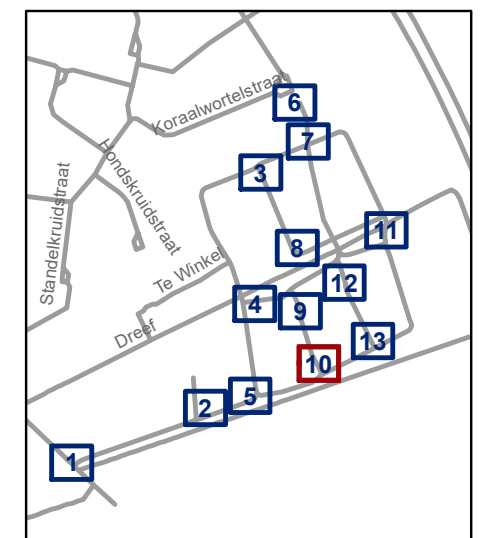 Koraalwortelstraat
6
7
Hondskruidstraat
3
Standelkruidstraat
11
8
Te Winkel
12
4
9
Dreef
13
10
5
2
1